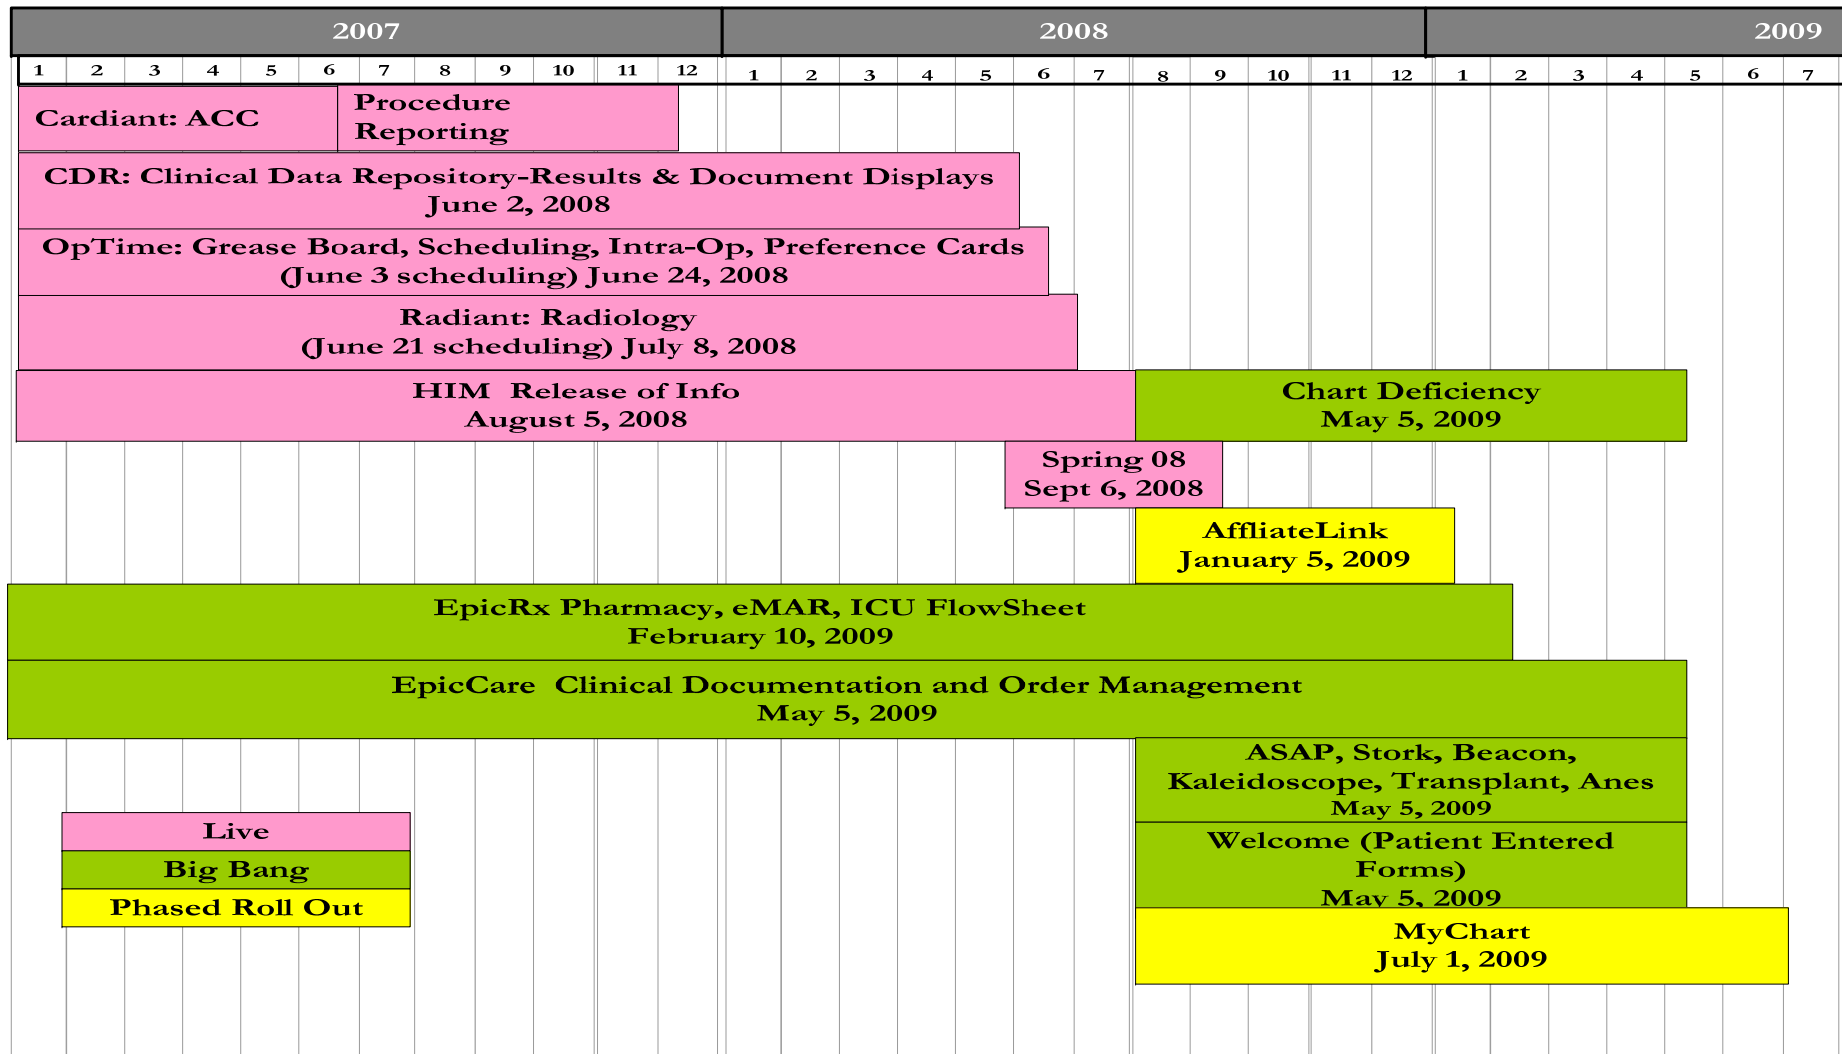 2007 2008 2009
1 2 3 4 5 6 7 8 9 10 11 12 1 2 3 4 5 6 7 8 9 10 11 12 1 2 3 4 5 6 7
Cardiant: ACC
Procedure
Reporting
CDR: Clinical Data Repository-Results & Document Displays
June 2, 2008
OpTime: Grease Board, Scheduling, Intra-Op, Preference Cards
(June 3 scheduling) June 24, 2008
Radiant: Radiology
(June 21 scheduling) July 8, 2008
HIM Release of Info
August 5, 2008
Chart Deficiency
May 5, 2009
Spring 08
Sept 6, 2008
AffliateLink
January 5, 2009
EpicRx Pharmacy, eMAR, ICU FlowSheet
February 10, 2009
EpicCare Clinical Documentation and Order Management
May 5, 2009
ASAP, Stork, Beacon,
Kaleidoscope, Transplant, Anes
May 5, 2009
Welcome (Patient Entered
Forms)
May 5, 2009
MyChart
July 1, 2009
Live
Big Bang
Phased Roll Out